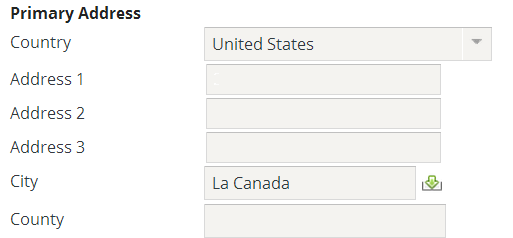 Primary Address
Country United States
Address 1
Address 2
Address 3
City La Canada
County